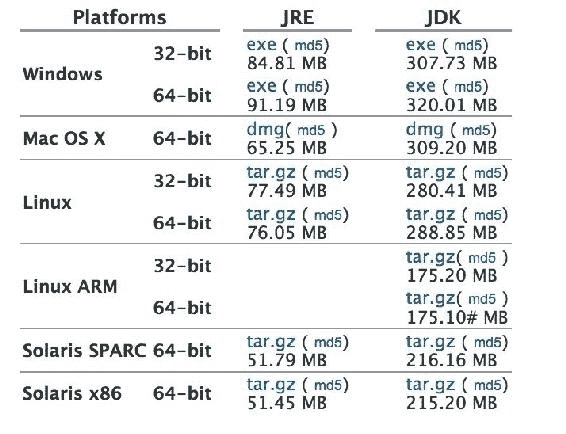 Platforms JRE JDK
Windows
32-bit
exe ( md5) exe ( md5)
84.81 MB 307.73 MB
64-bit
exe ( md5) exe ( md5)
91.19 MB 320.01 MB
Mac OS X 64-bit
dmg( md5 ) dmg ( md5)
65.25 MB 309.20 MB
Linux
32-bit
tar.gz ( md5) tar.gz ( md5)
77.49 MB 280.41 MB
64-bit
tar.gz ( md5) tar.gz ( md5)
76.05 MB 288.85 MB
Linux ARM
32-bit
tar.gz( md5 )
175.20 MB
64-bit
tar.gz( md5 )
175.10# MB
Solaris SPARC 64-bit
tar.gz ( md5) tar.gz ( md5)
51.79 MB 216.16 MB
Solaris x86 64-bit
tar.gz ( md5) tar.gz ( md5)
51.45 MB 215.20 MB